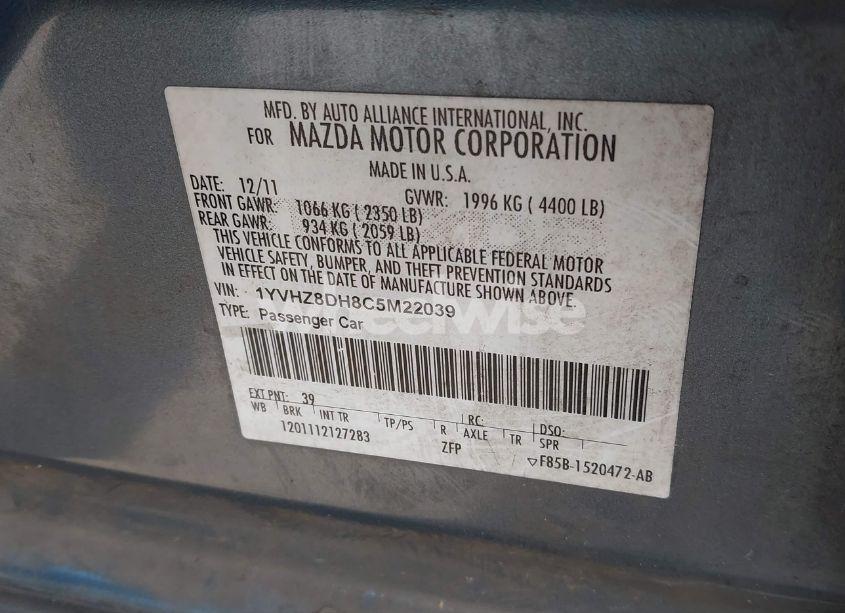 MFD. BY AUTO ALLIANCE INTERNATIONAL, INC.
FOR MAZDA MOTOR CORPORATION
MADE IN U.S.A.
DATE: 12/11 GVWR: 1996 KG ( 4400 LB)
FRONT GAWR: 1066 KG ( 2350 LB)
REAR GAWR: 934 KG ( 2059 LB)
THIS VEHICLE CONFORMS TO ALL APPLICABLE FEDERAL MOTOR
VEHICLE SAFETY, BUMPER, AND THEFT PREVENTION STANDARDS
IN EFFECT ON THE DATE OF MANUFACTURE SHOWN ABOVE.
VIN: 1YVHZ8DH8C5M22039
TYPE: Passenger Car
Wheelwise
EXT PNT: 39 RC: DSO:
WB BRK INT TR TP/PS R AXLE TR SPR
1201112127283 ZFP ▽F85B-1520472-AB